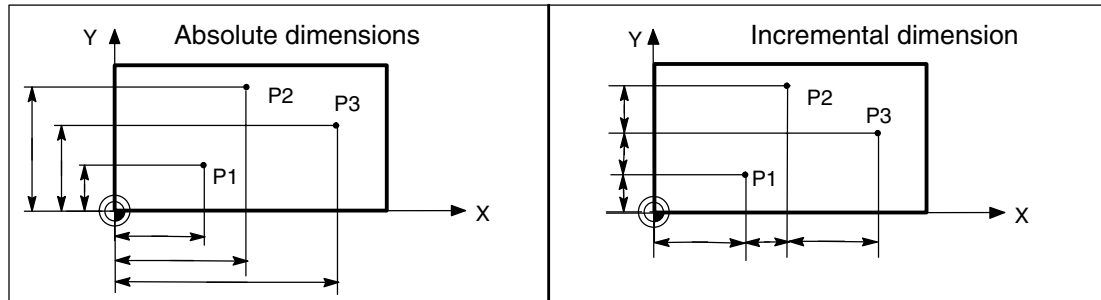 Absolute dimensions
Y
P2
P3
P1
X
Incremental dimension
Y
P2
P3
P1
X